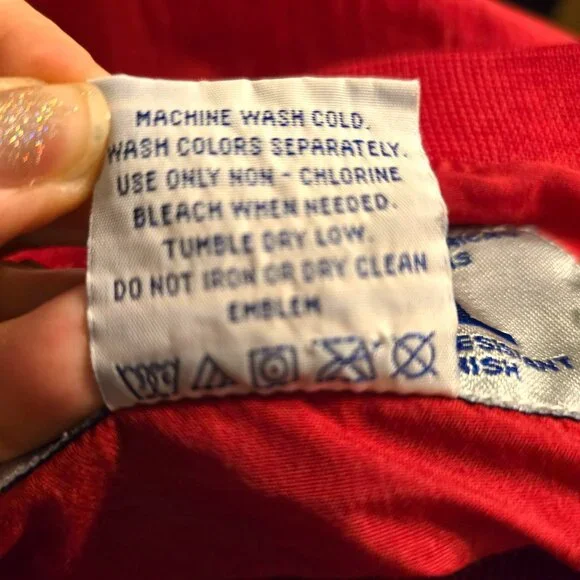 MACHINE WASH COLD.
WASH COLORS SEPARATELY.
USE ONLY NON - CHLORINE
BLEACH WHEN NEEDED.
TUMBLE DRY LOW.
DO NOT IRON OR DRY CLEAN
EMBLEM